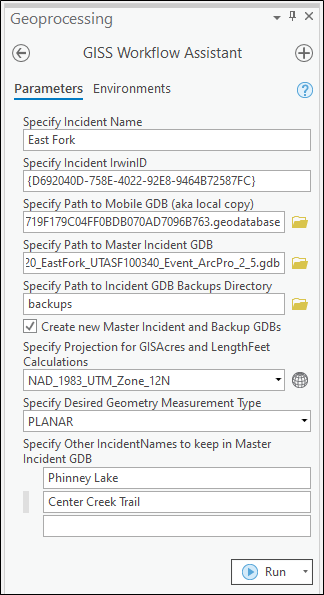 Geoprocessing
GISS Workflow Assistant
Parameters Environments
Specify Incident Name
East Fork
Specify Incident IrwinID
{D692040D-758E-4022-92E8-9464B72587FC}
Specify Path to Mobile GDB (aka local copy)
719F179C04FF0BDB070AD7096B763.geodatabase
Specify Path to Master Incident GDB
20_EastFork_UTASF100340_Event_ArcPro_2_5.gdb
Specify Path to Incident GDB Backups Directory
backups
Create new Master Incident and Backup GDBs
Specify Projection for GISAcres and LengthFeet
Calculations
NAD_1983_UTM_Zone_12N
Specify Desired Geometry Measurement Type
PLANAR
Specify Other IncidentNames to keep in Master
Incident GDB
Phinney Lake
Center Creek Trail
Run